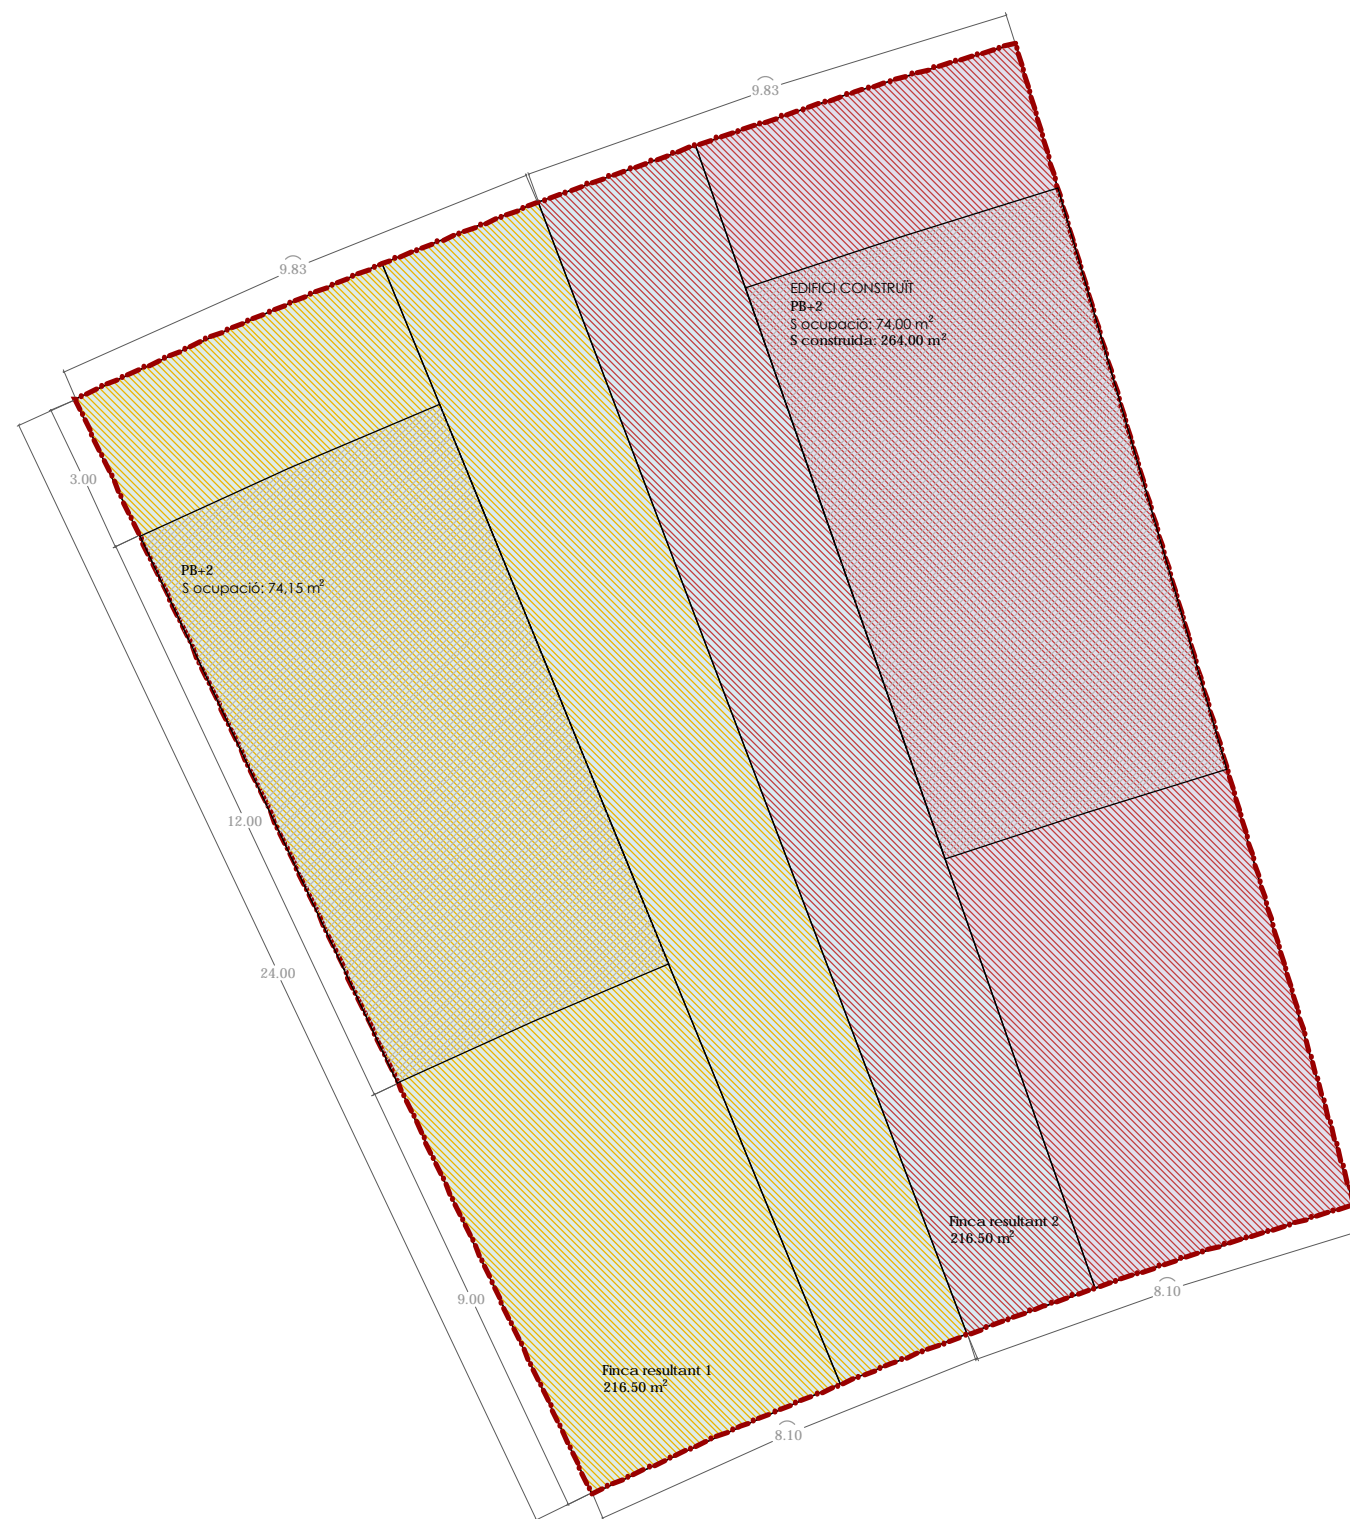 9.83
9.83
EDIFICI CONSTRUÏT
PB+2
S ocupació: 74,00 m²
S construida: 264,00 m²
3.00
PB+2
S ocupació: 74,15 m²
12.00
24.00
Finca resultant 2
216.50 m²
8.10
9.00
Finca resultant 1
216.50 m²
8.10